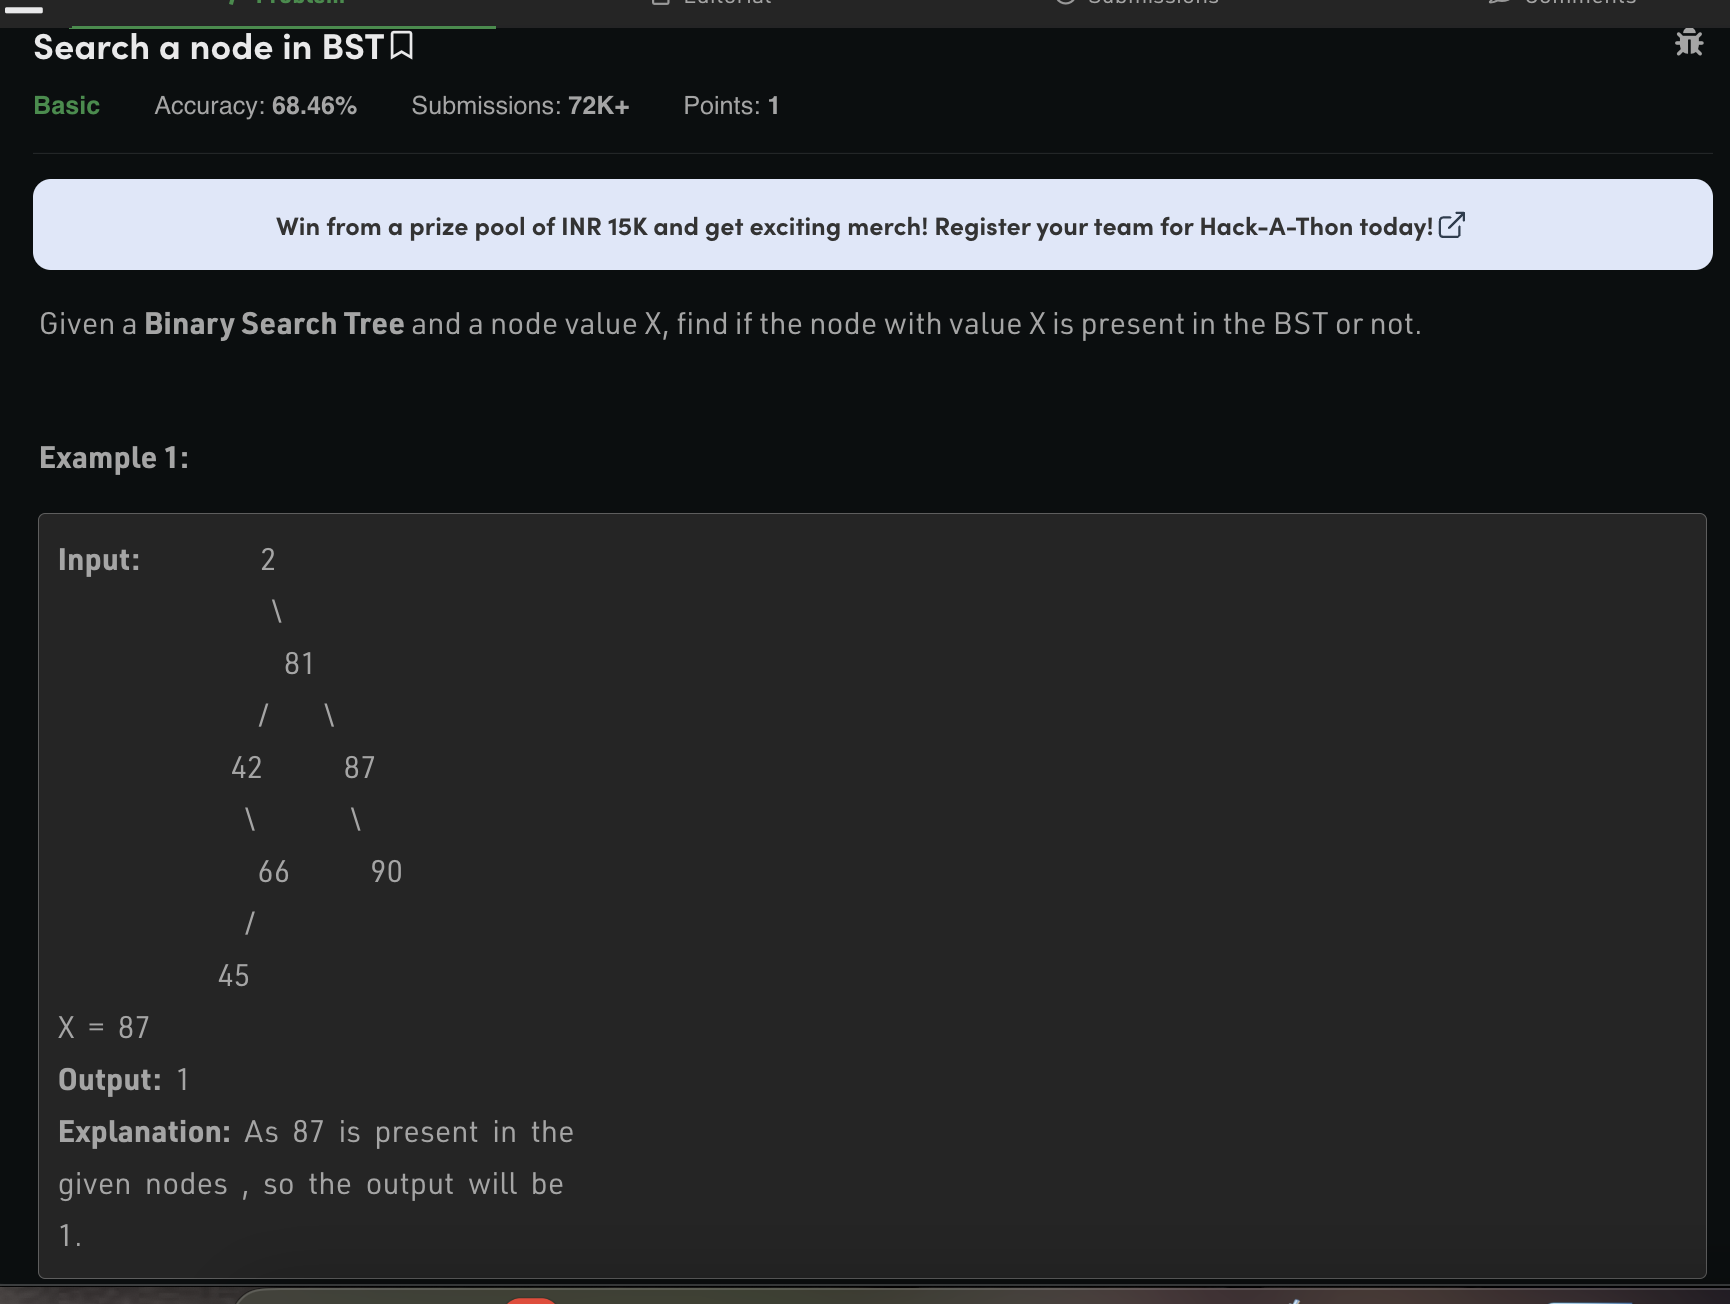 Problem
Editorial
Submissions
Comments
Search a node in BST
Basic Accuracy: 68.46% Submissions: 72K+ Points: 1
Win from a prize pool of INR 15K and get exciting merch! Register your team for Hack-A-Thon today!
Given a Binary Search Tree and a node value X, find if the node with value X is present in the BST or not.
Example 1:
Input: 2
\
81
/ \
42 87
\ \
66 90
/
45
X = 87
Output: 1
Explanation: As 87 is present in the
given nodes , so the output will be
1.